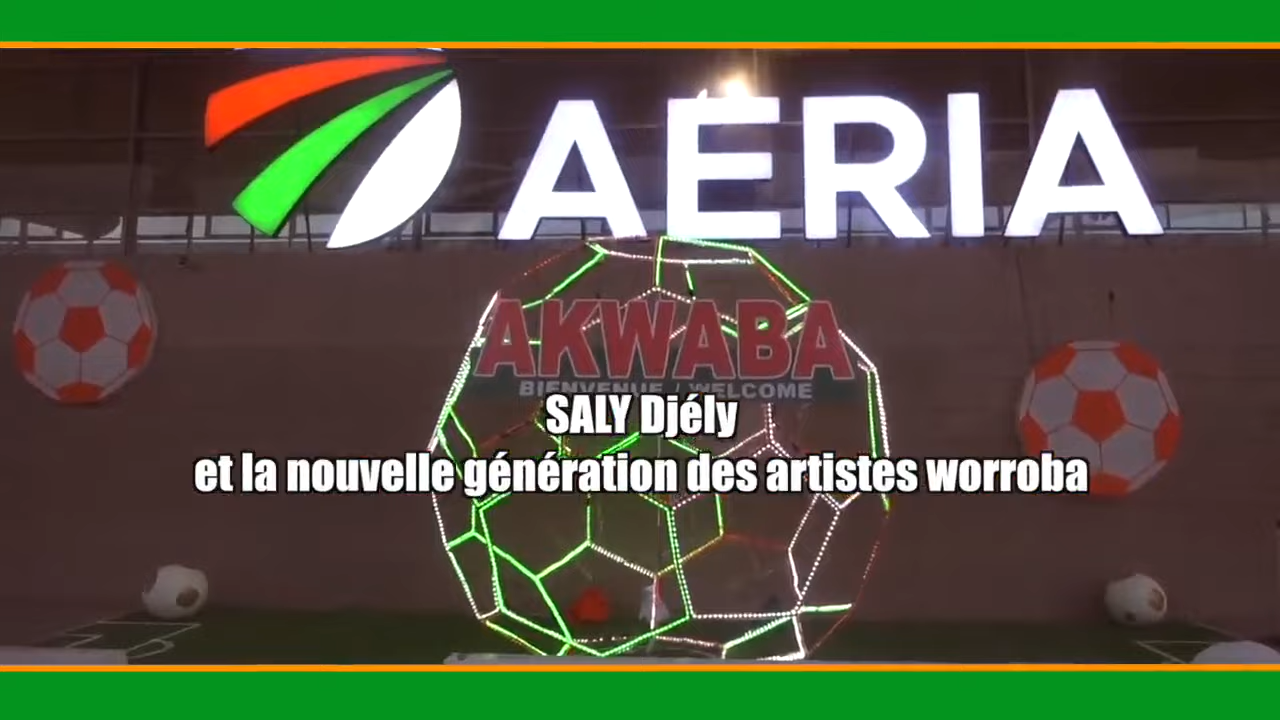 AERIA
AKWABA
BIENVENUE / WELCOME
SALY Djély
et la nouvelle génération des artistes worroba